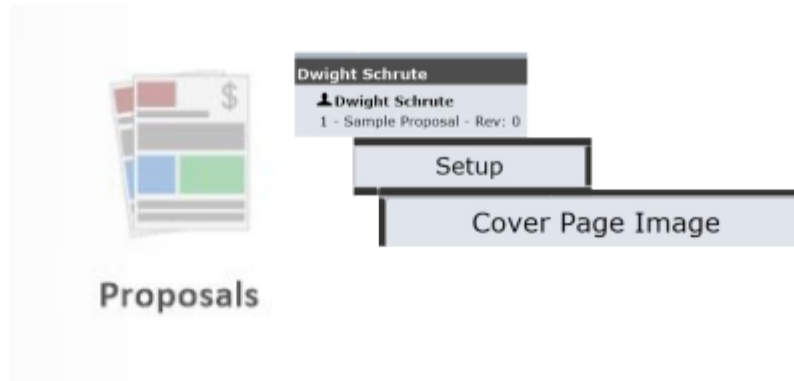 $
Dwight Schrute
Dwight Schrute
1 - Sample Proposal - Rev: 0
Setup
Cover Page Image
Proposals